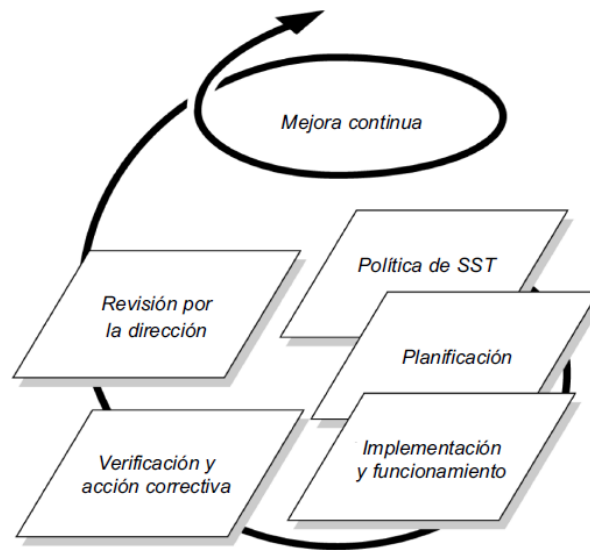 Mejora continua
Política de SST
Planificación
Implementación
y funcionamiento
Verificación y
acción correctiva
Revisión por
la dirección